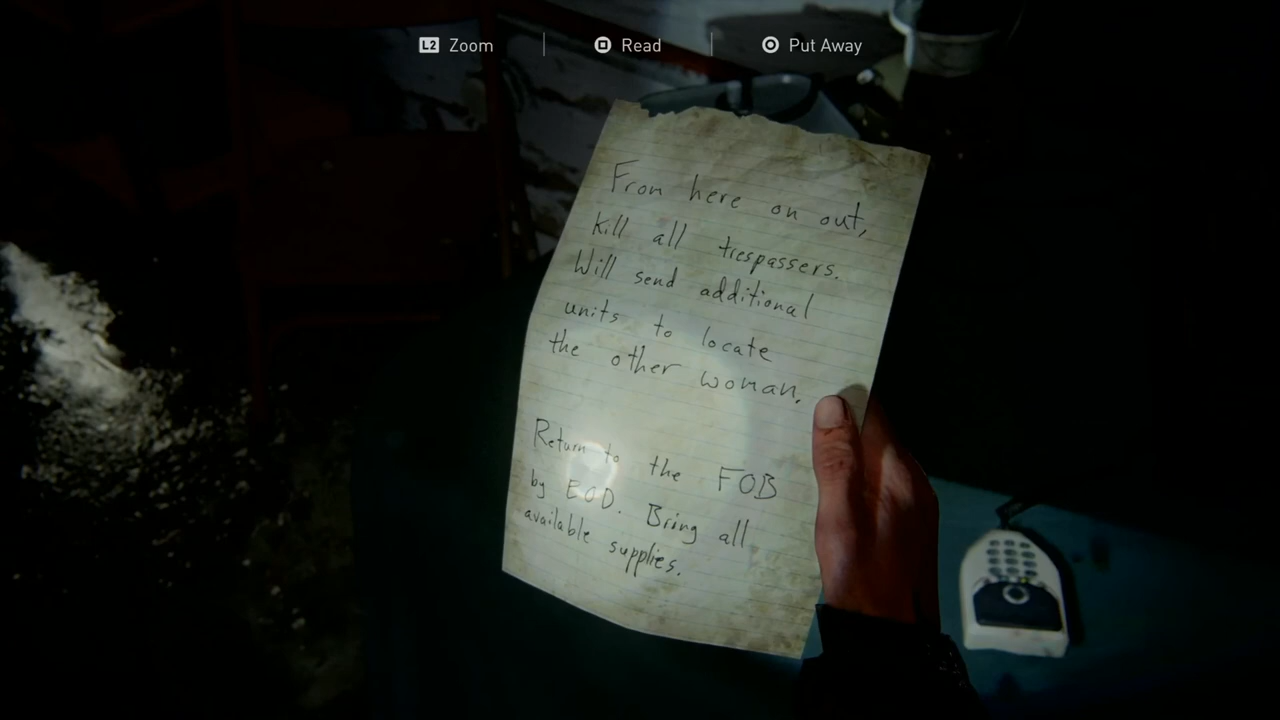 L2 Zoom Read Put Away
From here on out,
kill all trespassers.
Will send additional
units to locate
the other woman.
Return to the FOB
by EOD. Bring all
available supplies.